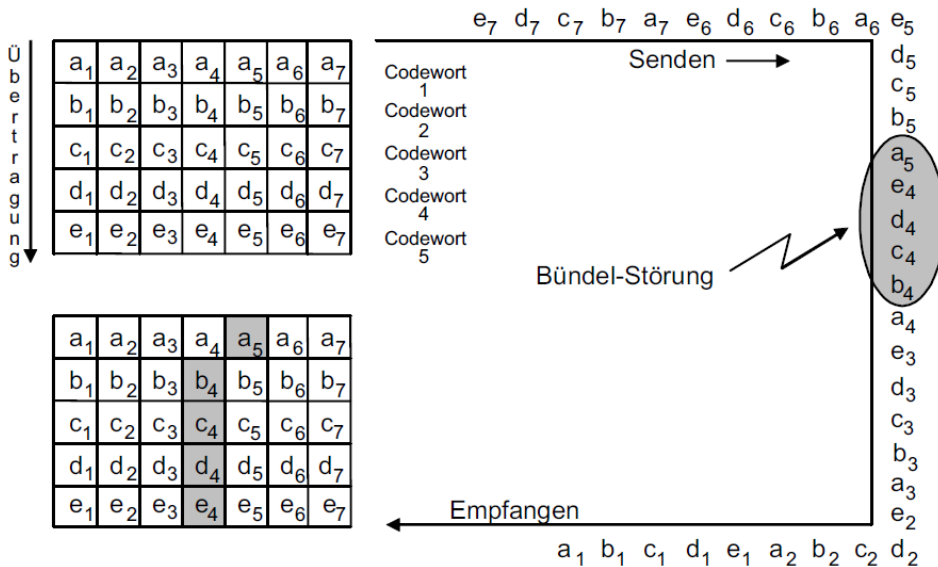 Übertragung
a1 a2 a3 a4 a5 a6 a7
b1 b2 b3 b4 b5 b6 b7
c1 c2 c3 c4 c5 c6 c7
d1 d2 d3 d4 d5 d6 d7
e1 e2 e3 e4 e5 e6 e7
Codewort
1
Codewort
2
Codewort
3
Codewort
4
Codewort
5
e7 d7 c7 b7 a7 e6 d6 c6 b6 a6 e5
Senden
d5
c5
b5
a5
e4
d4
c4
b4
Bündel-Störung
a4
e3
d3
c3
b3
a3
e2
a1 a2 a3 a4 a5 a6 a7
b1 b2 b3 b4 b5 b6 b7
c1 c2 c3 c4 c5 c6 c7
d1 d2 d3 d4 d5 d6 d7
e1 e2 e3 e4 e5 e6 e7
Empfangen
a1 b1 c1 d1 e1 a2 b2 c2 d2